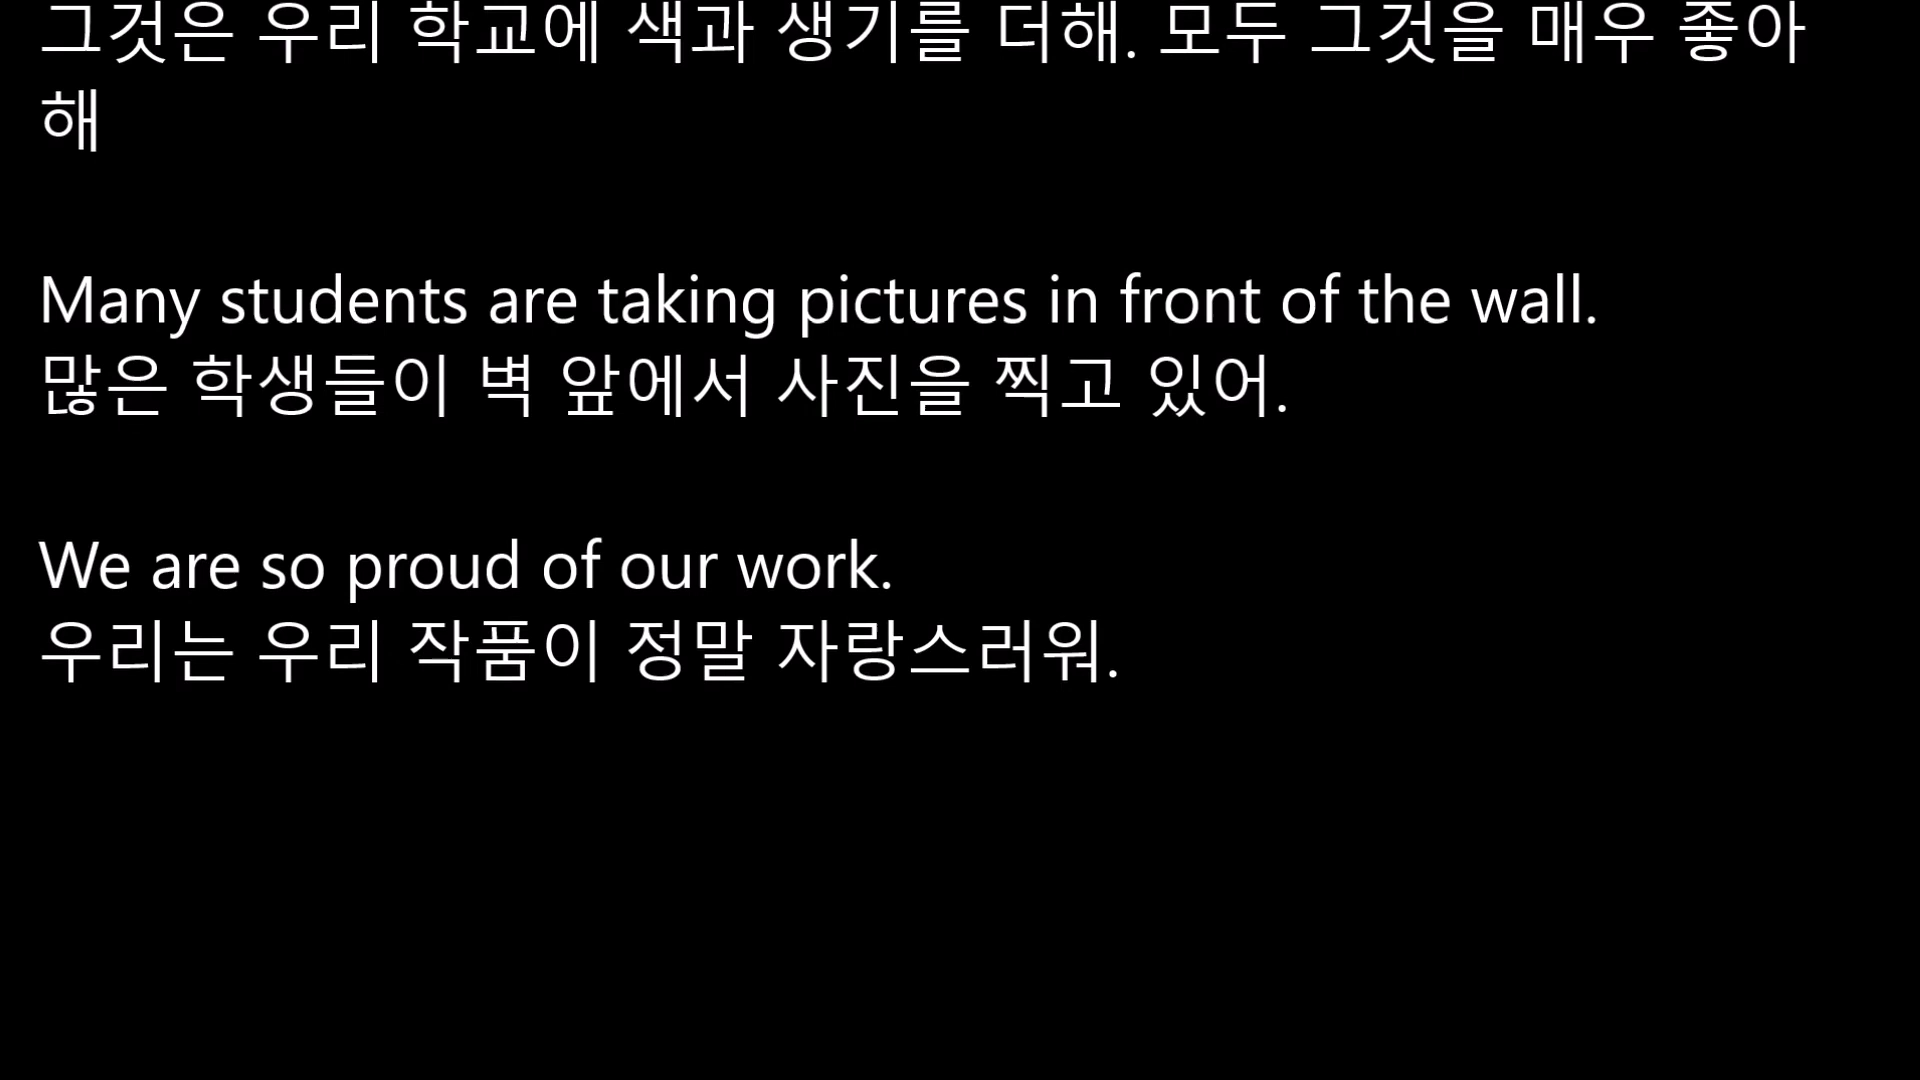 그것은 우리 학교에 색과 생기를 더해. 모두 그것을 매우 좋아
해
Many students are taking pictures in front of the wall.
많은 학생들이 벽 앞에서 사진을 찍고 있어.
We are so proud of our work.
우리는 우리 작품이 정말 자랑스러워.